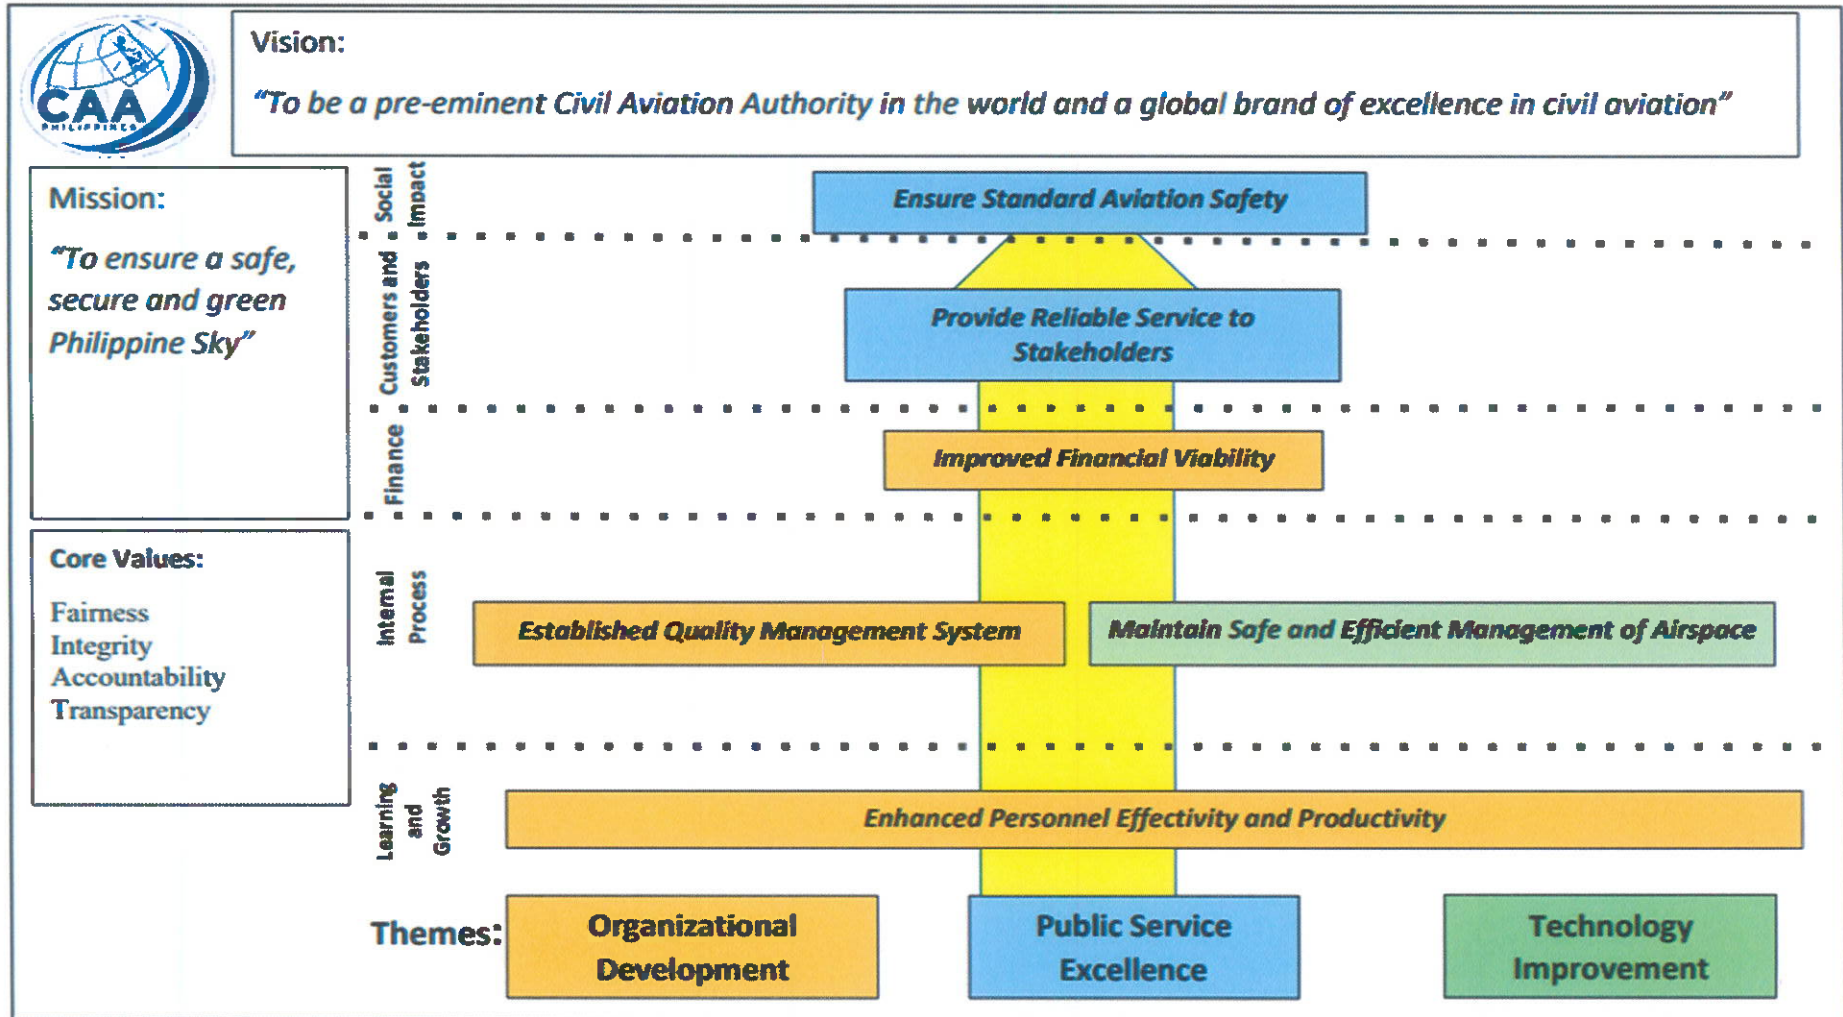 CAA
PHILIPPINES
Vision:
"To be a pre-eminent Civil Aviation Authority in the world and a global brand of excellence in civil aviation"
Mission:
"To ensure a safe,
secure and green
Philippine Sky"
Core Values:
Fairness
Integrity
Accountability
Transparency
Social
Impact
Ensure Standard Aviation Safety
Customers and
Stakeholders
Provide Reliable Service to
Stakeholders
Finance
Improved Financial Viability
Internal
Process
Established Quality Management System
Maintain Safe and Efficient Management of Airspace
Learning
and
Growth
Enhanced Personnel Effectivity and Productivity
Themes:
Organizational
Development
Public Service
Excellence
Technology
Improvement